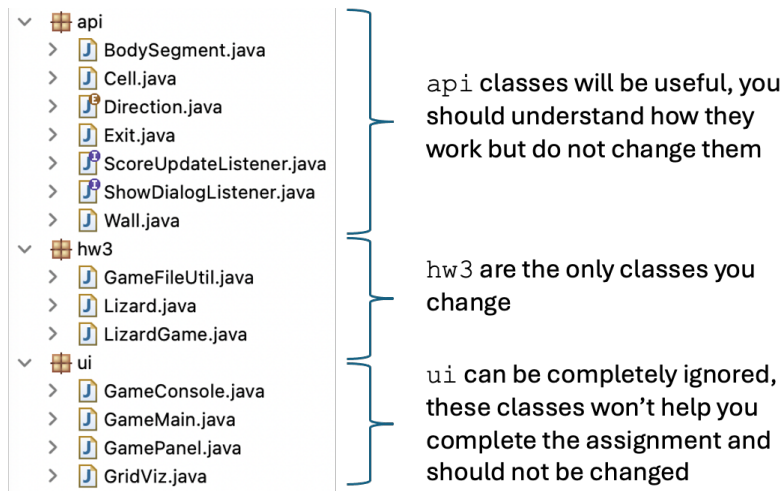 api
BodySegment.java
Cell.java
Direction.java
Exit.java
ScoreUpdateListener.java
ShowDialogListener.java
Wall.java
api classes will be useful, you
should understand how they
work but do not change them
hw3
GameFileUtil.java
Lizard.java
LizardGame.java
hw3 are the only classes you
change
ui
GameConsole.java
GameMain.java
GamePanel.java
GridViz.java
ui can be completely ignored,
these classes won’t help you
complete the assignment and
should not be changed